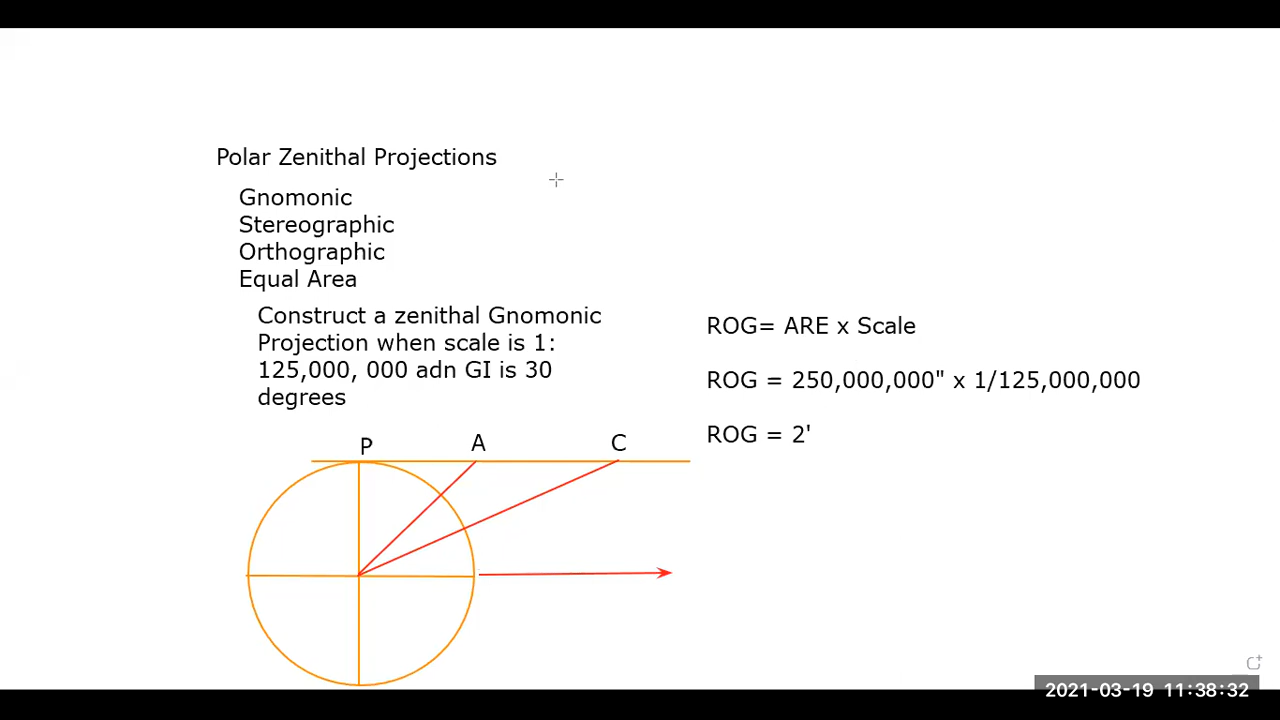 Polar Zenithal Projections
Gnomonic
Stereographic
Orthographic
Equal Area
Construct a zenithal Gnomonic
Projection when scale is 1:
125,000, 000 adn GI is 30
degrees
ROG= ARE x Scale
ROG = 250,000,000" x 1/125,000,000
ROG = 2'
P
A
C
2021-03-19 11:38:32